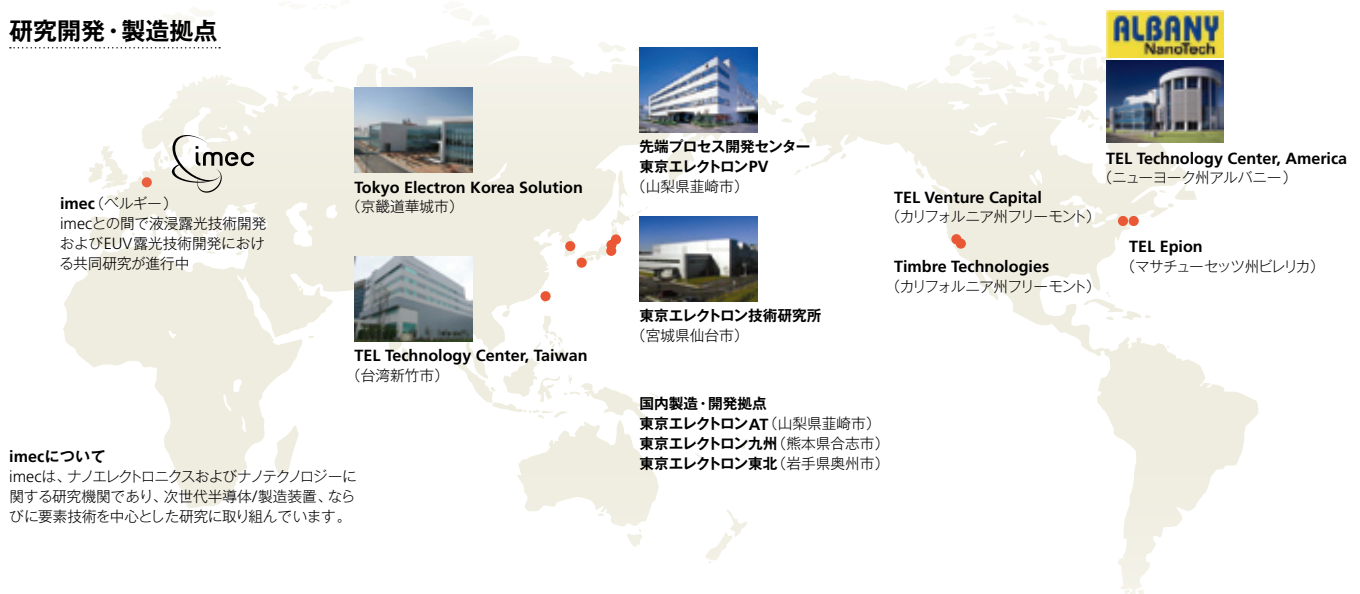 研究開発・製造拠点
imec
imec（ベルギー）
imecとの間で液浸露光技術開発
およびEUV露光技術開発におけ
る共同研究が進行中
Tokyo Electron Korea Solution
（京畿道華城市）
TEL Technology Center, Taiwan
（台湾新竹市）
先端プロセス開発センター
東京エレクトロンPV
（山梨県韮崎市）
東京エレクトロン技術研究所
（宮城県仙台市）
国内製造・開発拠点
東京エレクトロンAT（山梨県韮崎市）
東京エレクトロン九州（熊本県合志市）
東京エレクトロン東北（岩手県奥州市）
TEL Venture Capital
（カリフォルニア州フリーモント）
Timbre Technologies
（カリフォルニア州フリーモント）
ALBANY
NanoTech
TEL Technology Center, America
（ニューヨーク州アルバニー）
TEL Epion
（マサチューセッツ州ビレリカ）
imecについて
imecは、ナノエレクトロニクスおよびナノテクノロジーに
関する研究機関であり、次世代半導体/製造装置、なら
びに要素技術を中心とした研究に取り組んでいます。